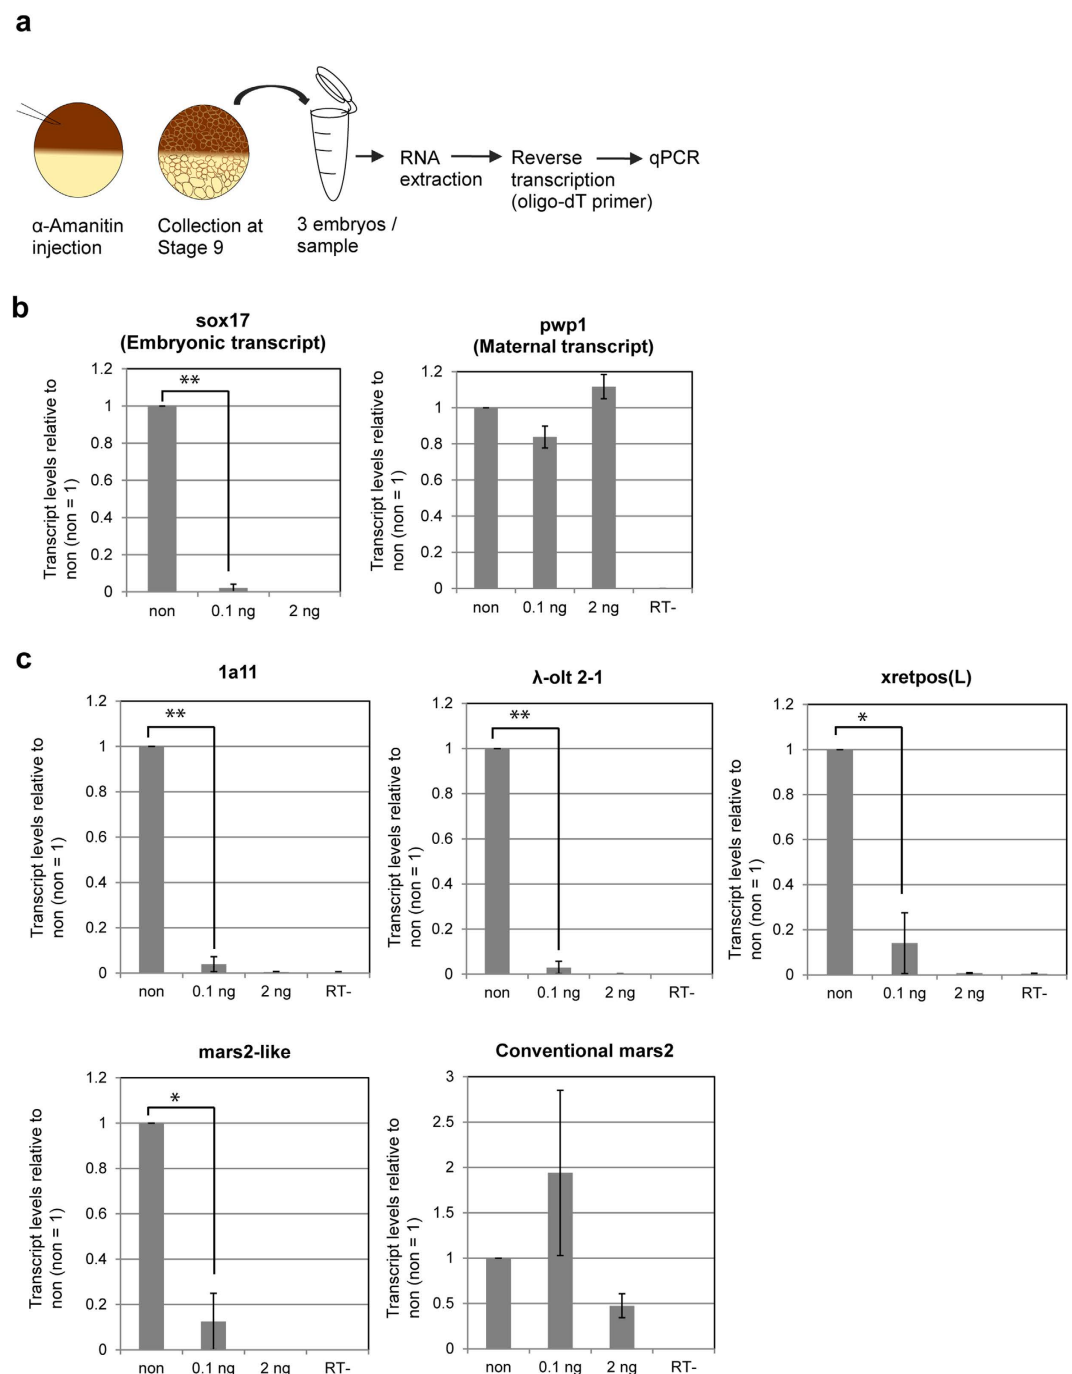 a
α-Amanitin
injection
Collection at
Stage 9
3 embryos /
sample
RNA
extraction
Reverse
transcription
(oligo-dT primer)
qPCR
b
sox17
(Embryonic transcript)
Transcript levels relative to
non (non = 1)
1.2
1
0.8
0.6
0.4
0.2
0
**
non 0.1 ng 2 ng
pwp1
(Maternal transcript)
Transcript levels relative to
non (non = 1)
1.2
1
0.8
0.6
0.4
0.2
0
non 0.1 ng 2 ng RT-
c
1a11
Transcript levels relative to
non (non = 1)
1.2
1
0.8
0.6
0.4
0.2
0
**
non 0.1 ng 2 ng RT-
λ-olt 2-1
Transcript levels relative to
non (non = 1)
1.2
1
0.8
0.6
0.4
0.2
0
**
non 0.1 ng 2 ng RT-
xretpos(L)
Transcript levels relative to
non (non = 1)
1.2
1
0.8
0.6
0.4
0.2
0
*
non 0.1 ng 2 ng RT-
mars2-like
Transcript levels relative to
non (non = 1)
1.2
1
0.8
0.6
0.4
0.2
0
*
non 0.1 ng 2 ng RT-
Conventional mars2
Transcript levels relative to
non (non = 1)
3
2.5
2
1.5
1
0.5
0
non 0.1 ng 2 ng RT-